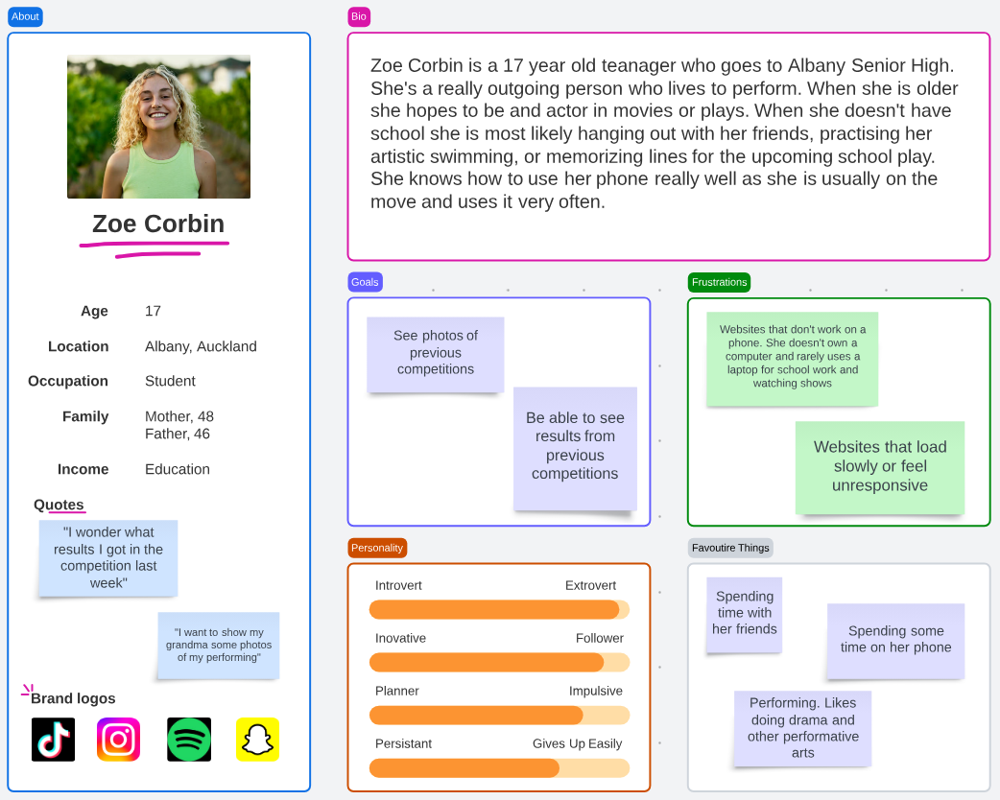 About
Zoe Corbin
Age 17
Location Albany, Auckland
Occupation Student
Family Mother, 48
Father, 46
Income Education
Quotes
"I wonder what
results I got in the
competition last
week"
"I want to show my
grandma some photos
of my performing"
Brand logos
Bio
Zoe Corbin is a 17 year old teanager who goes to Albany Senior High.
She's a really outgoing person who lives to perform. When she is older
she hopes to be and actor in movies or plays. When she doesn't have
school she is most likely hanging out with her friends, practising her
artistic swimming, or memorizing lines for the upcoming school play.
She knows how to use her phone really well as she is usually on the
move and uses it very often.
Goals
See photos of
previous
competitions
Be able to see
results from
previous
competitions
Frustrations
Websites that don't work on a
phone. She doesn't own a
computer and rarely uses a
laptop for school work and
watching shows
Websites that load
slowly or feel
unresponsive
Personality
Introvert Extrovert
Inovative Follower
Planner Impulsive
Persistant Gives Up Easily
Favoutire Things
Spending
time with
her friends
Spending some
time on her phone
Performing. Likes
doing drama and
other performative
arts